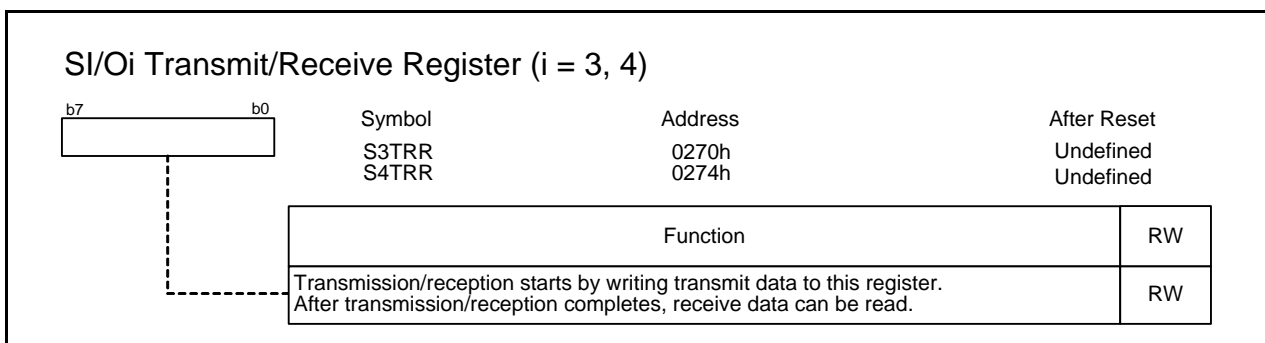 SI/Oi Transmit/Receive Register (i = 3, 4)
b7 b0
Symbol Address After Reset
S3TRR 0270h Undefined
S4TRR 0274h Undefined
Function RW
Transmission/reception starts by writing transmit data to this register.
After transmission/reception completes, receive data can be read.
RW